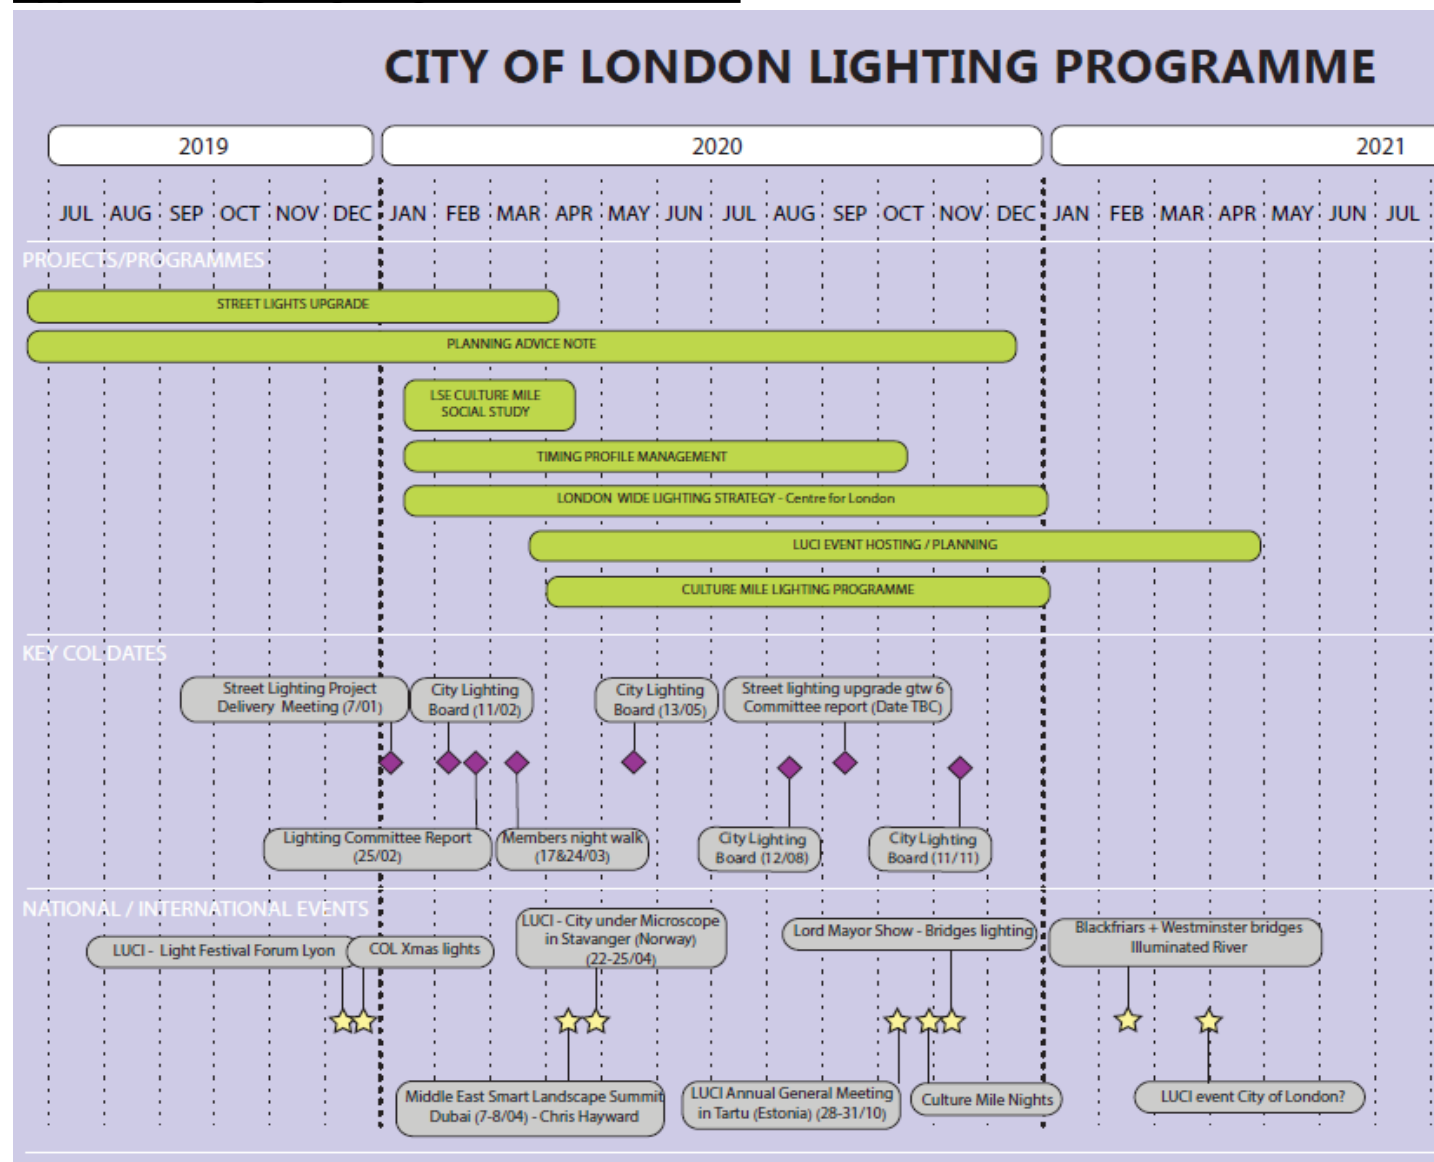 CITY OF LONDON LIGHTING PROGRAMME
2019 2020 2021
JUL AUG SEP OCT NOV DEC JAN FEB MAR APR MAY JUN JUL AUG SEP OCT NOV DEC JAN FEB MAR APR MAY JUN JUL
PROJECTS/PROGRAMMES
STREET LIGHTS UPGRADE
PLANNING ADVICE NOTE
LSE CULTURE MILE
SOCIAL STUDY
TIMING PROFILE MANAGEMENT
LONDON WIDE LIGHTING STRATEGY - Centre for London
LUCI EVENT HOSTING / PLANNING
CULTURE MILE LIGHTING PROGRAMME
KEY COL DATES
Street Lighting Project
Delivery Meeting (7/01)
City Lighting
Board (11/02)
City Lighting
Board (13/05)
Street lighting upgrade gtw 6
Committee report (Date TBC)
Lighting Committee Report
(25/02)
Members night walk
(17&24/03)
City Lighting
Board (12/08)
City Lighting
Board (11/11)
NATIONAL / INTERNATIONAL EVENTS
LUCI - Light Festival Forum Lyon
COL Xmas lights
LUCI - City under Microscope
in Stavanger (Norway)
(22-25/04)
Lord Mayor Show - Bridges lighting
Blackfriars + Westminster bridges
Illuminated River
Middle East Smart Landscape Summit
Dubai (7-8/04) - Chris Hayward
LUCI Annual General Meeting
in Tartu (Estonia) (28-31/10)
Culture Mile Nights
LUCI event City of London?